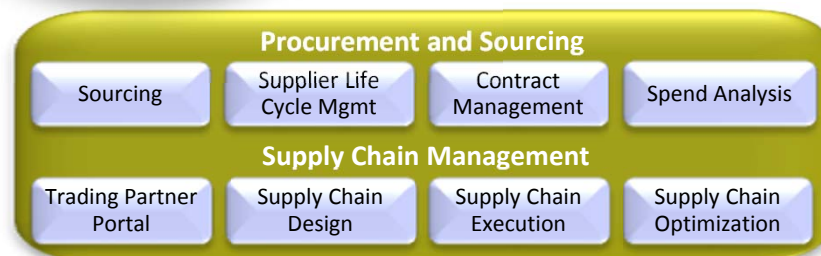 Procurement and Sourcing
Sourcing
Supplier Life
Cycle Mgmt
Contract
Management
Spend Analysis
Supply Chain Management
Trading Partner
Portal
Supply Chain
Design
Supply Chain
Execution
Supply Chain
Optimization